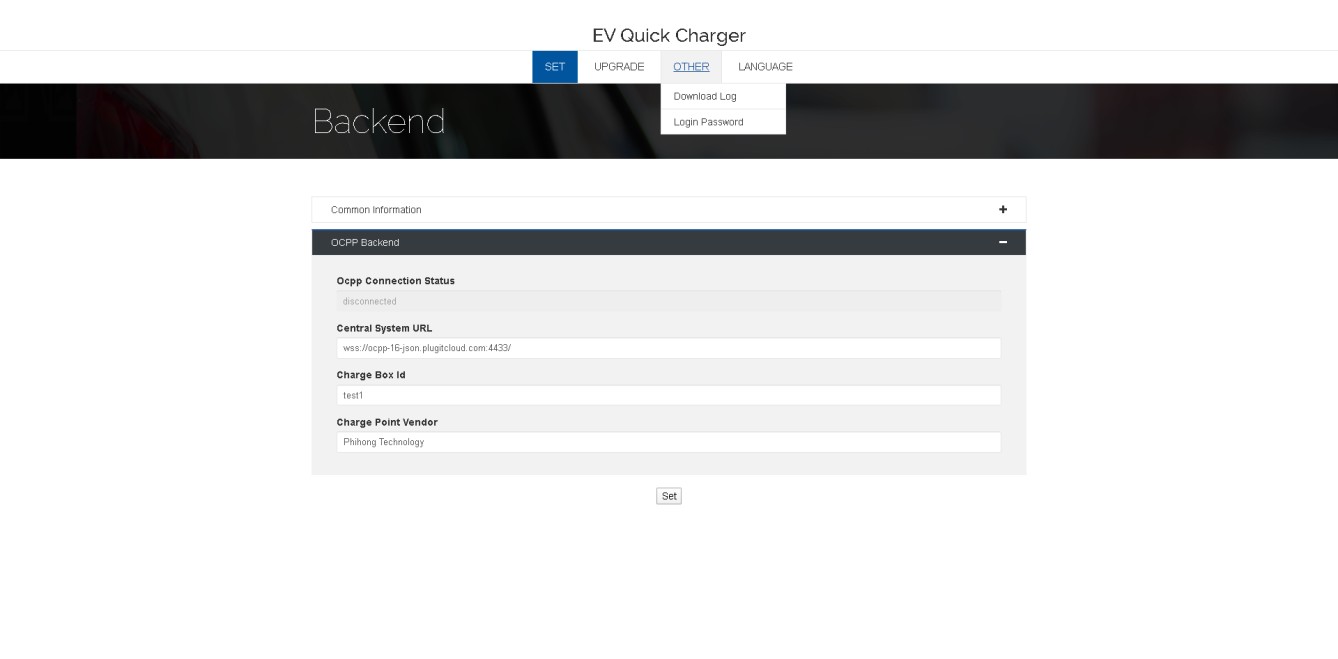 EV Quick Charger
SET UPGRADE OTHER LANGUAGE
Download Log
Login Password
Backend
Common Information +
OCPP Backend −
Ocpp Connection Status
disconnected
Central System URL
wss://ocpp-16-json.plugitcloud.com:4433/
Charge Box Id
test1
Charge Point Vendor
Phihong Technology
Set